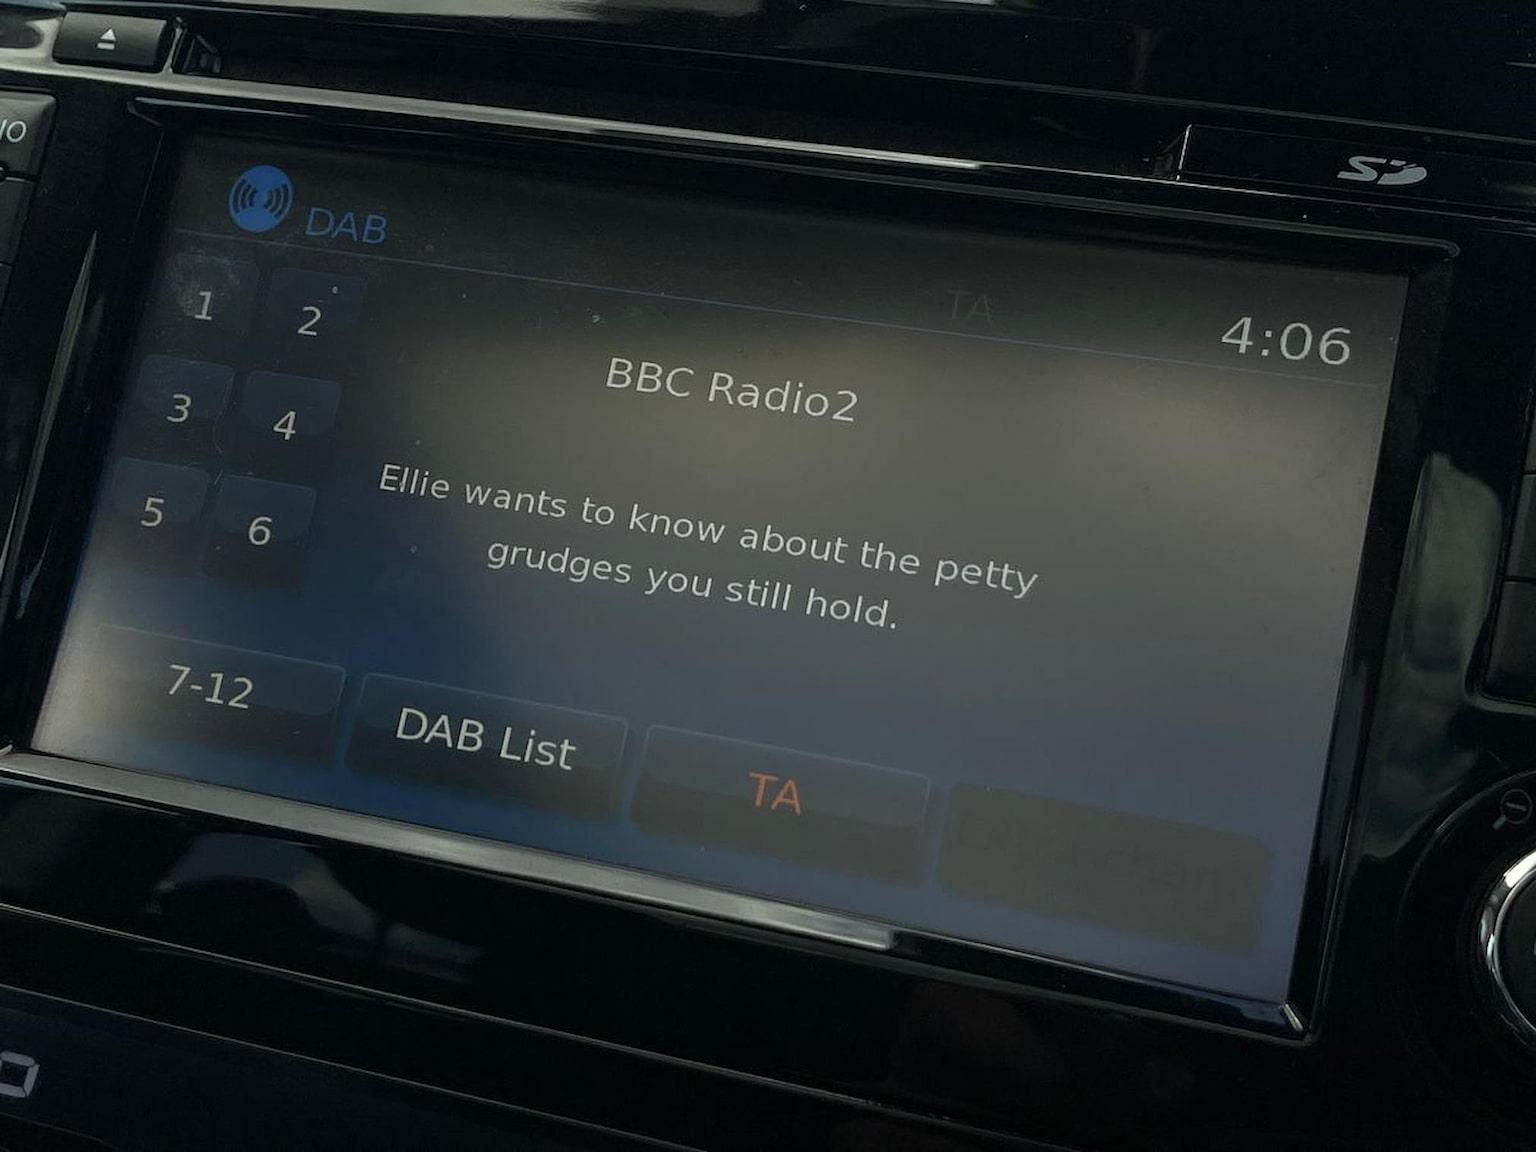 IO
SD
DAB
TA
4:06
1 2
BBC Radio2
3 4
Ellie wants to know about the petty
grudges you still hold.
5 6
7-12
DAB List
TA